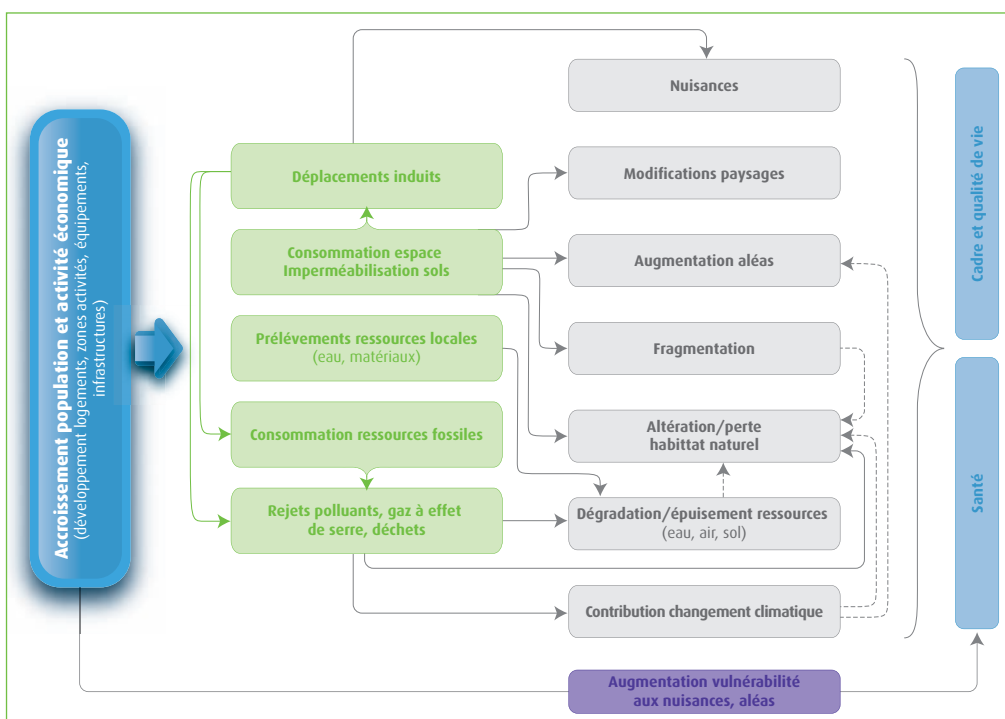 Accroissement population et activité économique
(développement logements, zones activités, équipements,
infrastructures)
Déplacements induits
Consommation espace
Imperméabilisation sols
Prélévements ressources locales
(eau, matériaux)
Consommation ressources fossiles
Rejets polluants, gaz à effet
de serre, déchets
Nuisances
Modifications paysages
Augmentation aléas
Fragmentation
Altération/perte
habittat naturel
Dégradation/épuisement ressources
(eau, air, sol)
Contribution changement climatique
Augmentation vulnérabilité
aux nuisances, aléas
Cadre et qualité de vie
Santé